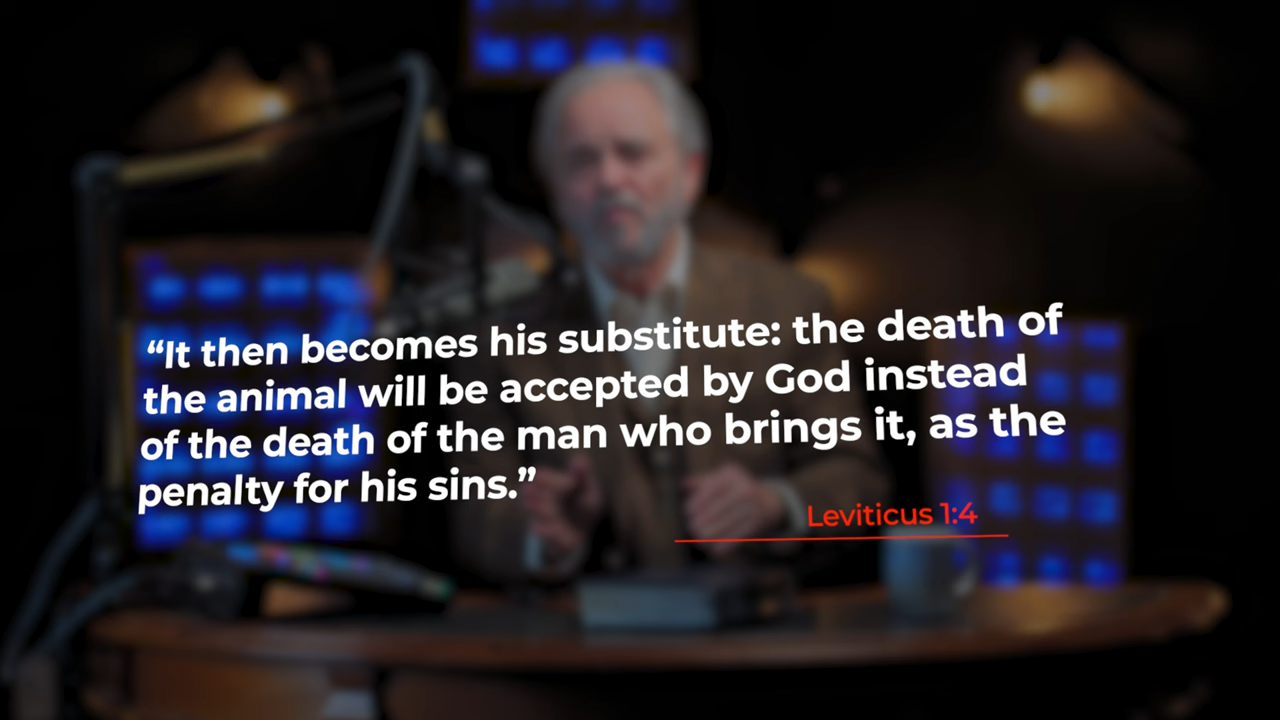 “It then becomes his substitute: the death of
the animal will be accepted by God instead
of the death of the man who brings it, as the
penalty for his sins.”
Leviticus 1:4